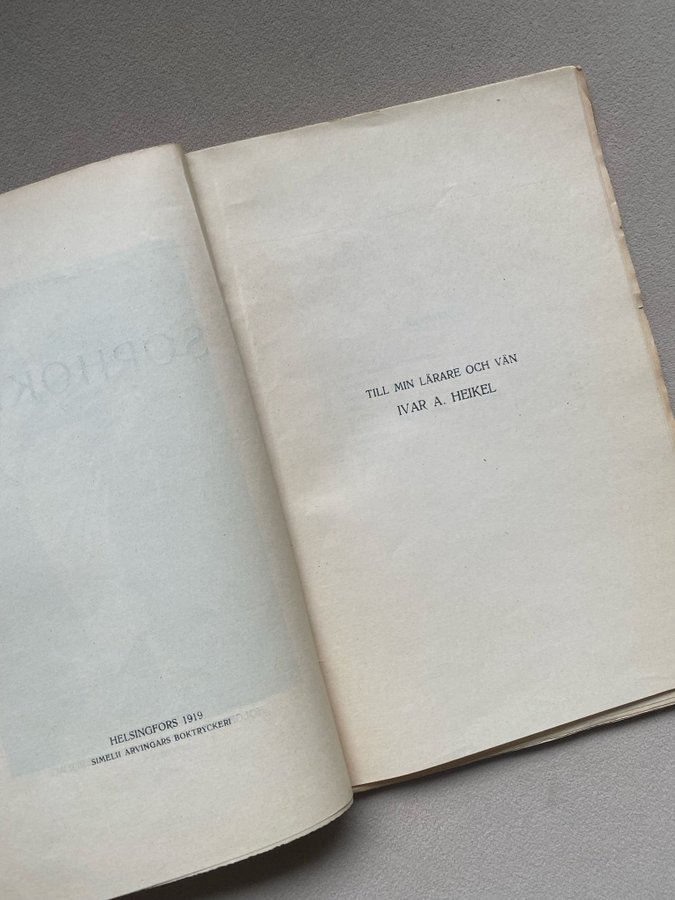 HELSINGFORS 1919
SIMELII ARVINGARS BOKTRYCKERI
TILL MIN LÄRARE OCH VÄN
IVAR A. HEIKEL